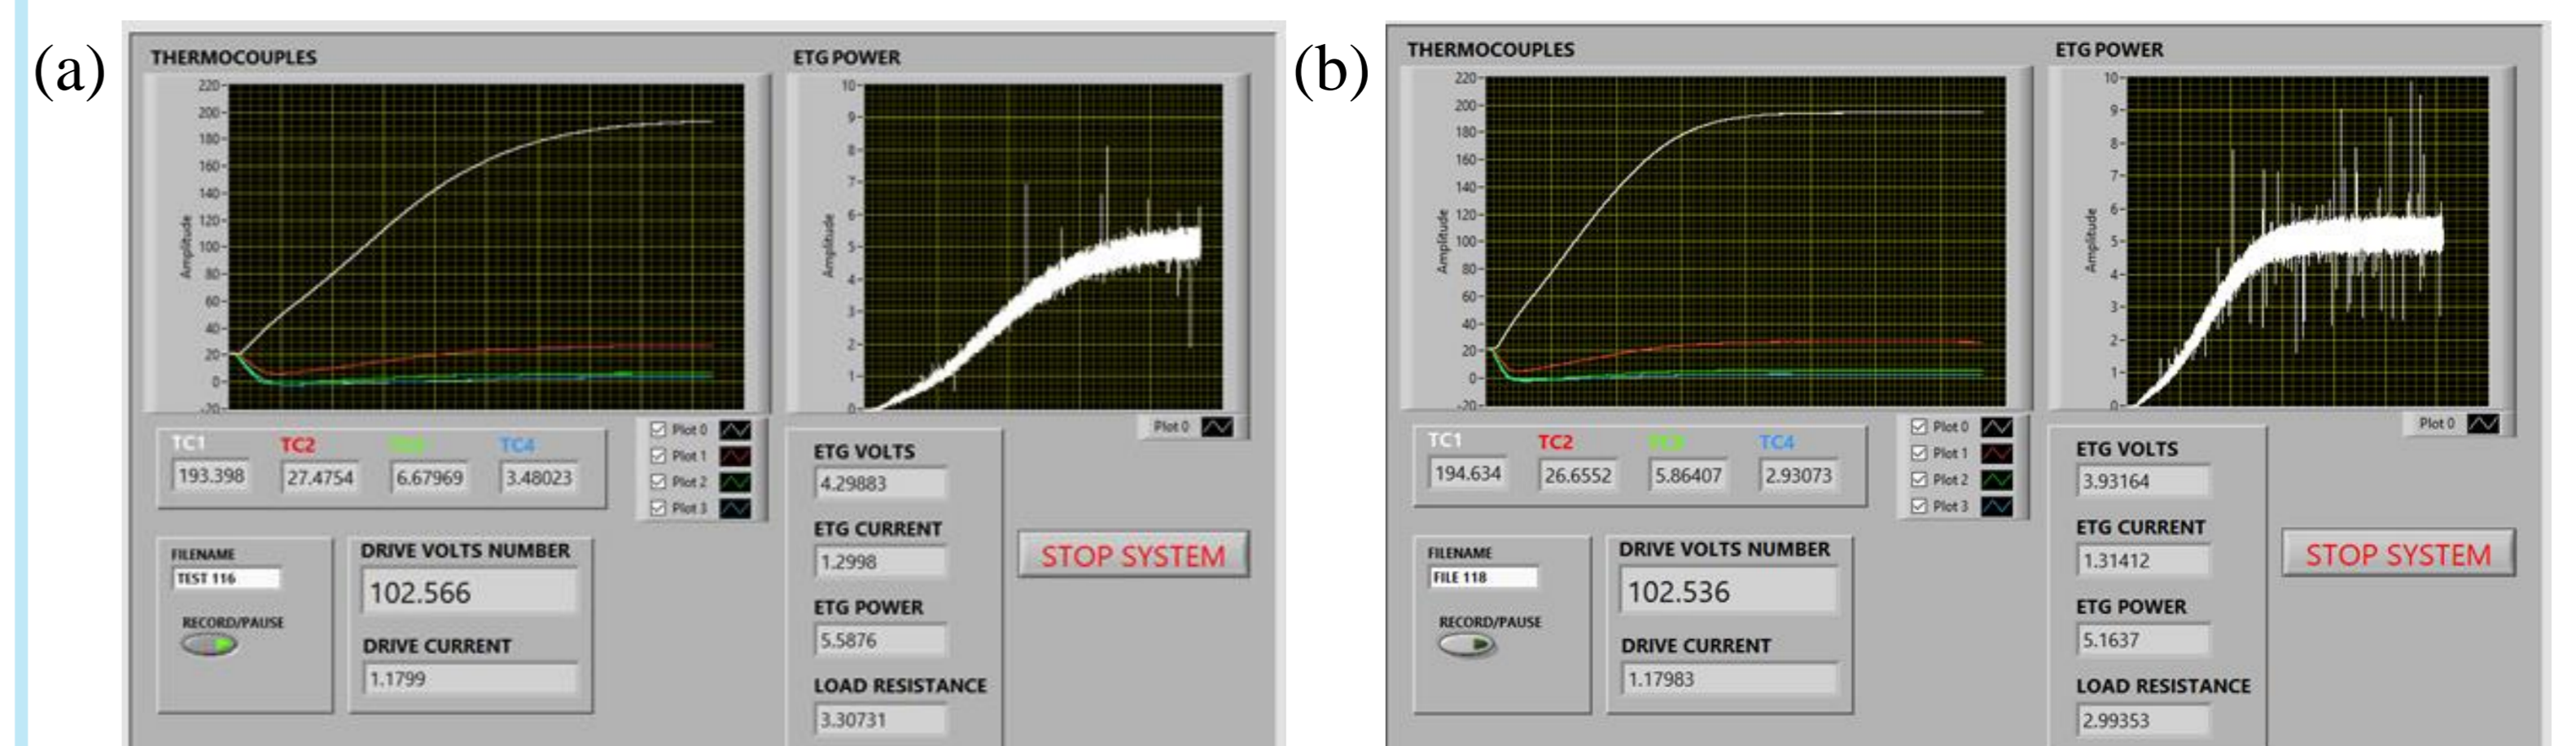 (a)
THERMOCOUPLES
220
200
180
160
140
120
100
80
60
40
20
0
-20
Amplitude
TC1 TC2 TC4
193.398 27.4754 6.67969 3.48023
Plot 0
Plot 1
Plot 2
Plot 3
FILENAME
TEST 116
RECORD/PAUSE
DRIVE VOLTS NUMBER
102.566
DRIVE CURRENT
1.1799
ETG POWER
10
9
8
7
6
5
4
3
2
1
0
Amplitude
Plot 0
ETG VOLTS
4.29883
ETG CURRENT
1.2998
ETG POWER
5.5876
LOAD RESISTANCE
3.30731
STOP SYSTEM
(b)
THERMOCOUPLES
220
200
180
160
140
120
100
80
60
40
20
0
-20
Amplitude
TC1 TC2 TC4
194.634 26.6552 5.86407 2.93073
Plot 0
Plot 1
Plot 2
Plot 3
FILENAME
FILE 118
RECORD/PAUSE
DRIVE VOLTS NUMBER
102.536
DRIVE CURRENT
1.17983
ETG POWER
10
9
8
7
6
5
4
3
2
1
0
Amplitude
Plot 0
ETG VOLTS
3.93164
ETG CURRENT
1.31412
ETG POWER
5.1637
LOAD RESISTANCE
2.99353
STOP SYSTEM